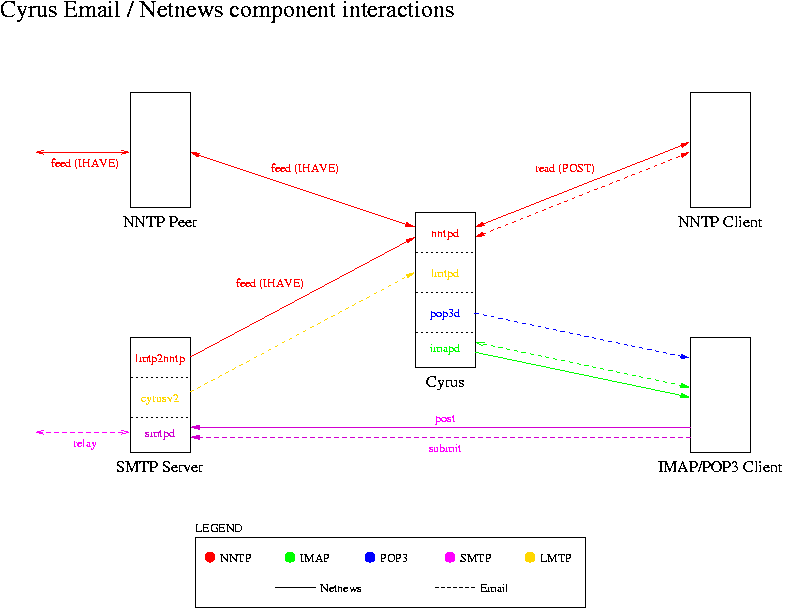 Cyrus Email / Netnews component interactions
feed (IHAVE)
feed (IHAVE)
read (POST)
NNTP Peer
NNTP Client
nntpd
lmtpd
feed (IHAVE)
pop3d
imapd
lmtp2nntp
Cyrus
cyrusv2
post
smtpd
relay
submit
SMTP Server
IMAP/POP3 Client
LEGEND
NNTP IMAP POP3 SMTP LMTP
Netnews Email